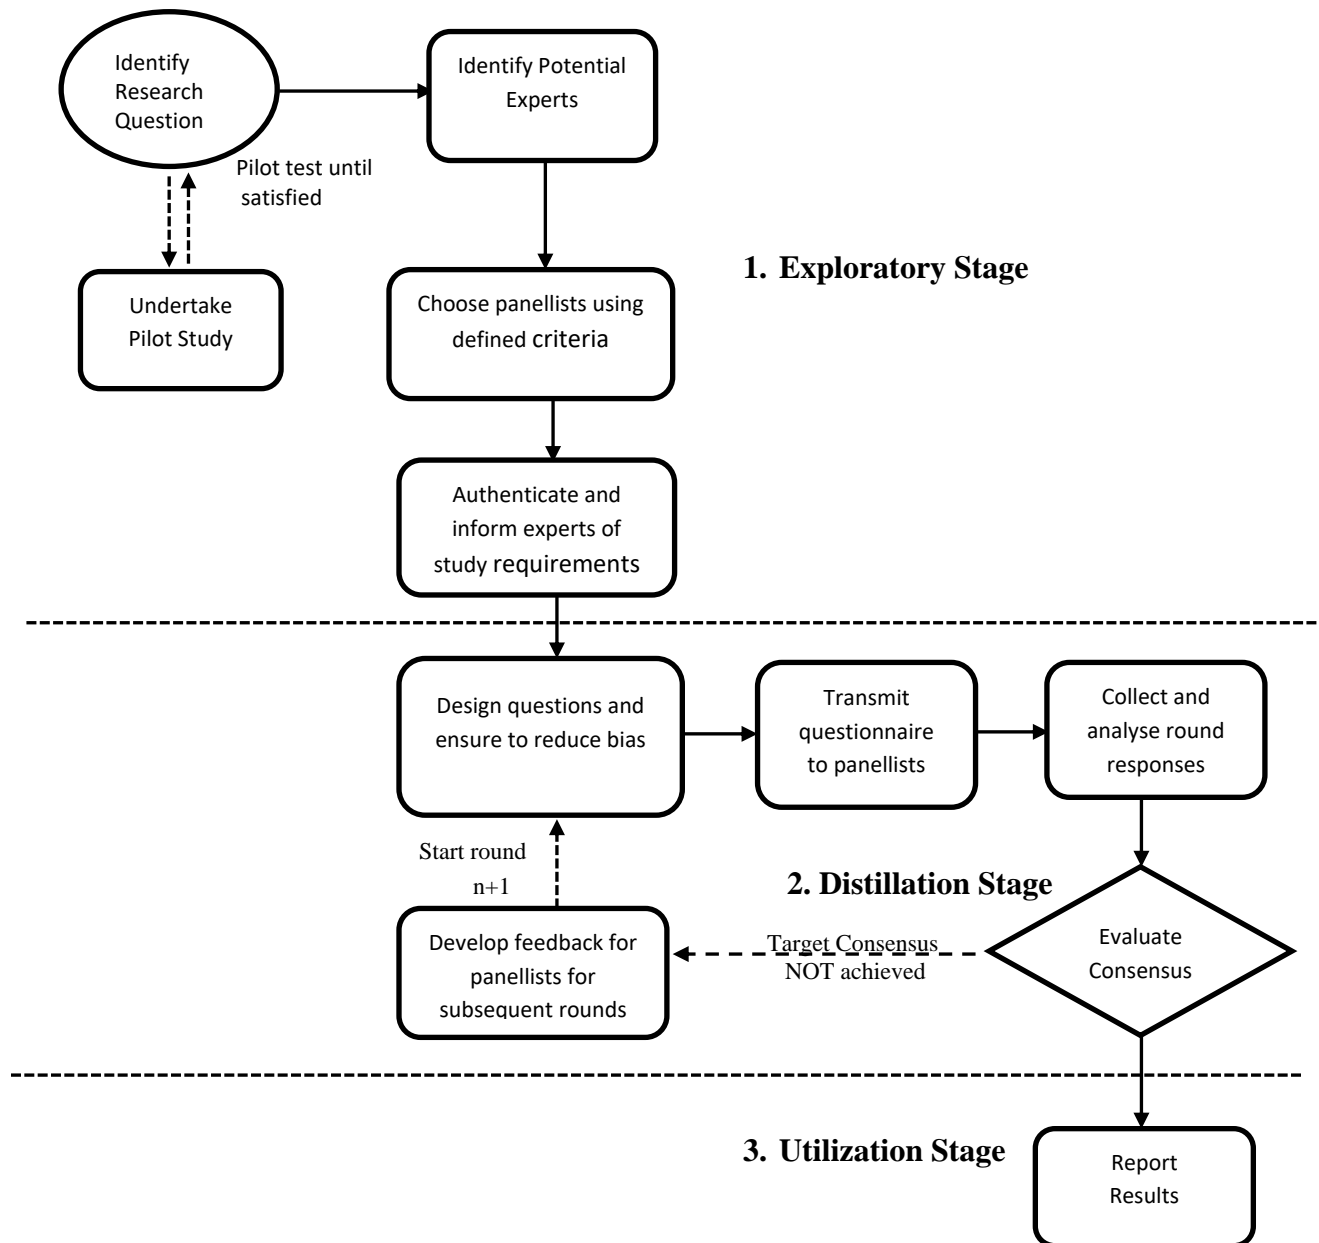 Identify
Research
Question
Identify Potential
Experts
Pilot test until
satisfied
Undertake
Pilot Study
Choose panellists using
defined criteria
1. Exploratory Stage
Authenticate and
inform experts of
study requirements
Design questions and
ensure to reduce bias
Transmit
questionnaire
to panellists
Collect and
analyse round
responses
Start round
n+1
2. Distillation Stage
Develop feedback for
panellists for
subsequent rounds
Target Consensus
NOT achieved
Evaluate
Consensus
3. Utilization Stage
Report
Results